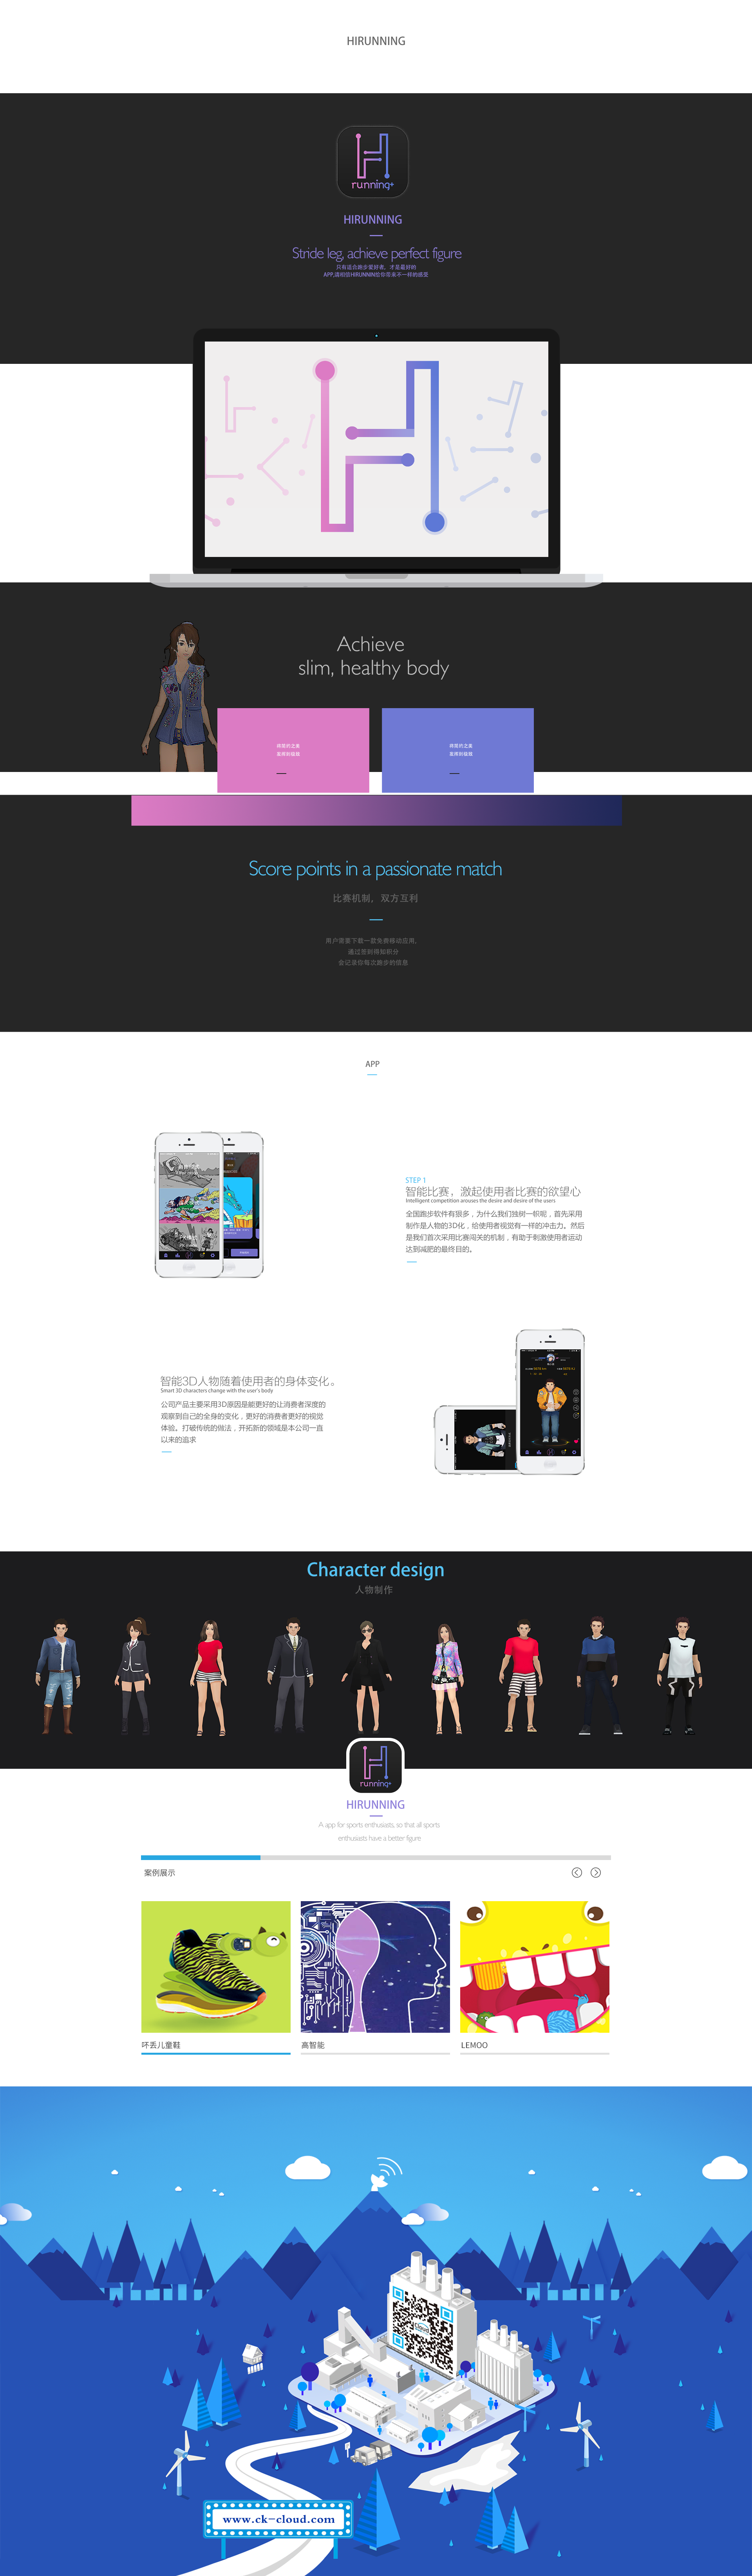 HIRUNNING
running+
HIRUNNING
Stride leg, achieve perfect figure
只有适合跑步爱好者，才是最好的
APP,请相信HIRUNNIN给你带来不一样的感觉
Achieve
slim, healthy body
Score points in a passionate match
比赛机制，双方互利
用户需要下载一款免费移动应用，
通过签到得知积分
会记录你每次跑步的信息
APP
STEP 1
智能比赛，激起使用者比赛的欲望心
Intelligent competition arouses the desire and desire of the users
全国跑步软件有很多，为什么我们独树一帜呢，首先采用
制作是人物的3D化，给使用者视觉有一样的冲击力。然后
是我们首次采用比赛闯关的机制，有助于刺激使用者运动
达到减肥的最终目的。
智能3D人物随着使用者的身体变化。
Smart 3D characters change with the user's body
公司产品主要采用3D原因是能更好的让消费者深度的
观察到自己的全身的变化，更好的消费者更好的视觉
体验。打破传统的做法，开拓新的领域是本公司一直
以来的追求
Character design
人物制作
running+
HIRUNNING
A app for sports enthusiasts, so that all sports
enthusiasts have a better figure
案例展示
吥丢儿童鞋
高智能
LEMOO
Cloud
www.ck-cloud.com